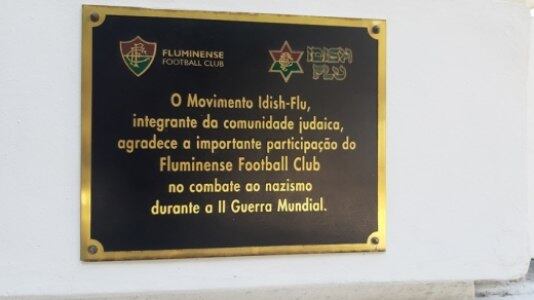 FLUMINENSE
FOOTBALL CLUB
IDISH
FLU
O Movimento Idish-Flu,
integrante da comunidade judaica,
agradece a importante participação do
Fluminense Football Club
no combate ao nazismo
durante a II Guerra Mundial.